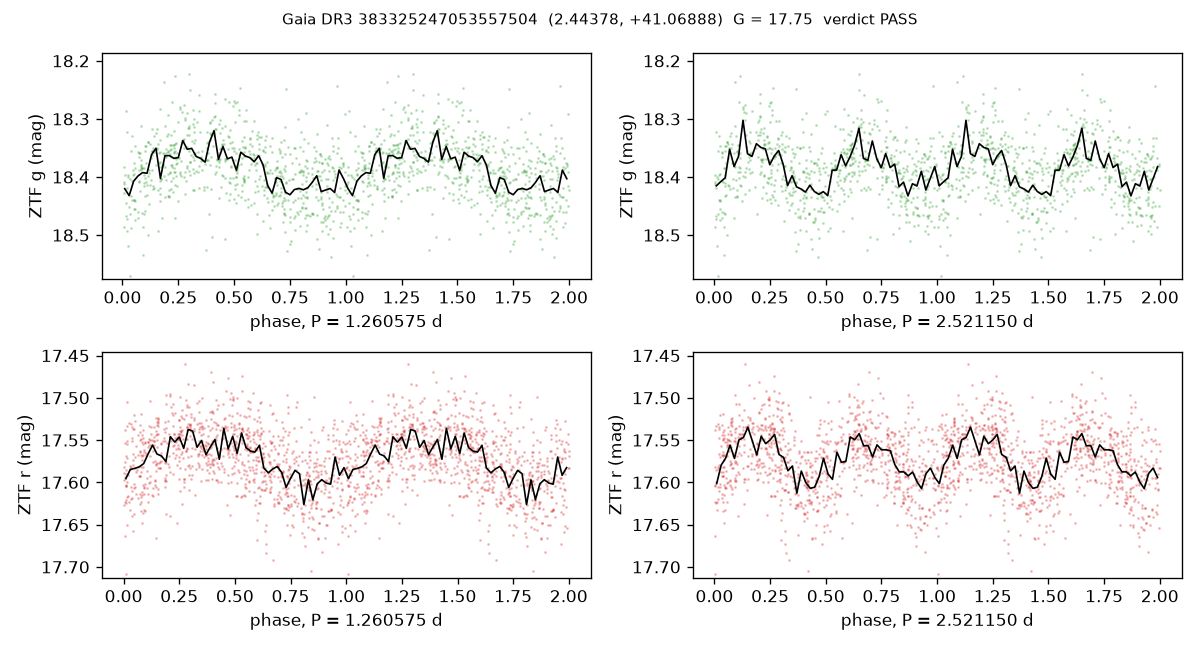 Gaia DR3 383325247053557504 (2.44378, +41.06888) G = 17.75 verdict PASS
18.2
18.3
18.4
18.5
ZTF g (mag)
0.00 0.25 0.50 0.75 1.00 1.25 1.50 1.75 2.00
phase, P = 1.260575 d
18.2
18.3
18.4
18.5
ZTF g (mag)
0.00 0.25 0.50 0.75 1.00 1.25 1.50 1.75 2.00
phase, P = 2.521150 d
17.45
17.50
17.55
17.60
17.65
17.70
ZTF r (mag)
0.00 0.25 0.50 0.75 1.00 1.25 1.50 1.75 2.00
phase, P = 1.260575 d
17.45
17.50
17.55
17.60
17.65
17.70
ZTF r (mag)
0.00 0.25 0.50 0.75 1.00 1.25 1.50 1.75 2.00
phase, P = 2.521150 d